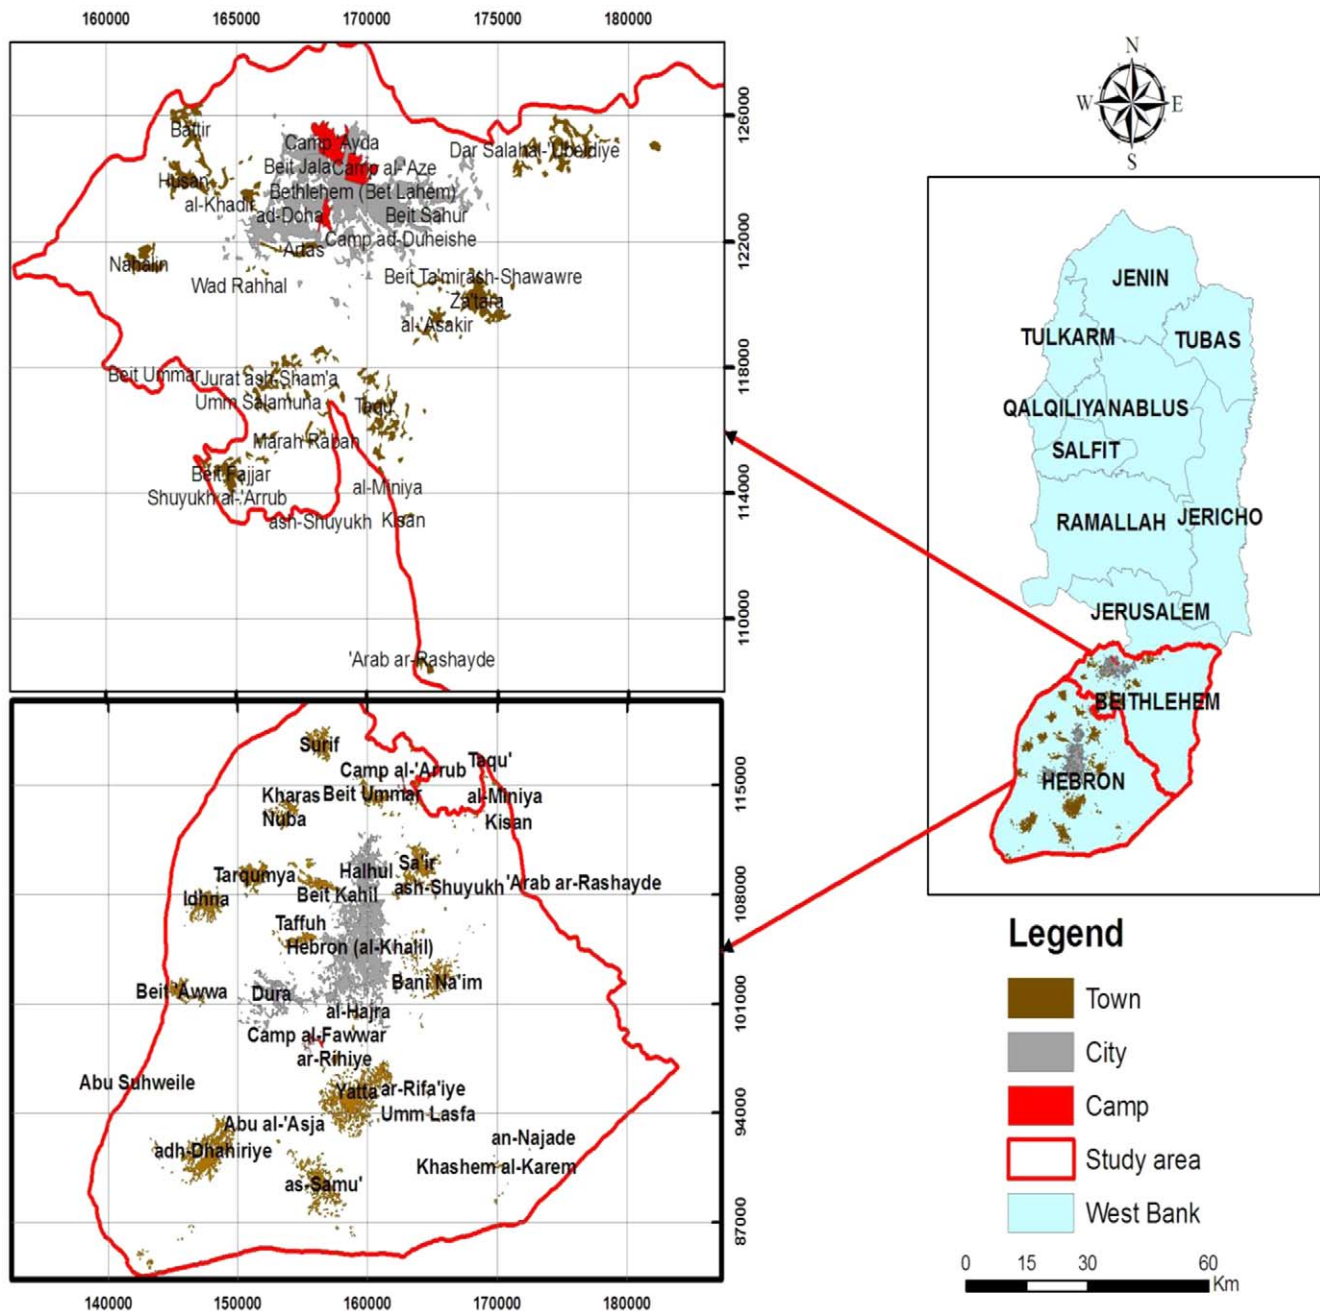 160000 165000 170000 175000 180000
126000
122000
118000
114000
110000
Battir
Camp 'Ayda
Dar Salahal-'Ubeidiye
Husan
Beit Jala
Camp al-'Aze
al-Khadir
Bethlehem (Bet Lahem)
ad-Doha
Beit Sahur
Camp ad-Duheishe
Artas
Nahalin
Wad Rahhal
Beit Ta'mirash-Shawawre
Za'tara
al-'Asakir
Beit Ummar
Jurat ash-Sham'a
Umm Salamuna
Taqu'
Marah Rabah
Beit Fajjar
Shuyukh al-'Arrub
al-Miniya
ash-Shuyukh
Kisan
'Arab ar-Rashayde
Surif
Taqu'
Camp al-'Arrub
Kharas
Beit Ummar
al-Miniya
Nuba
Kisan
Halhul
Sa'ir
Tarqumya
ash-Shuyukh
'Arab ar-Rashayde
Beit Kahil
Idhna
Taffuh
Hebron (al-Khalil)
Bani Na'im
Beit 'Awwa
Dura
al-Hajra
Camp al-Fawwar
ar-Rihiye
Abu Suhweile
Yatta
ar-Rifa'iye
Umm Lasfa
Abu al-'Asja
an-Najade
adh-Dhahiriye
Khashem al-Karem
as-Samu'
115000
108000
101000
94000
87000
140000 150000 160000 170000 180000
N
W E
S
JENIN
TULKARM
TUBAS
QALQILIYA
NABLUS
SALFIT
RAMALLAH
JERICHO
JERUSALEM
BEITHLEHEM
HEBRON
Legend
Town
City
Camp
Study area
West Bank
0 15 30 60
Km